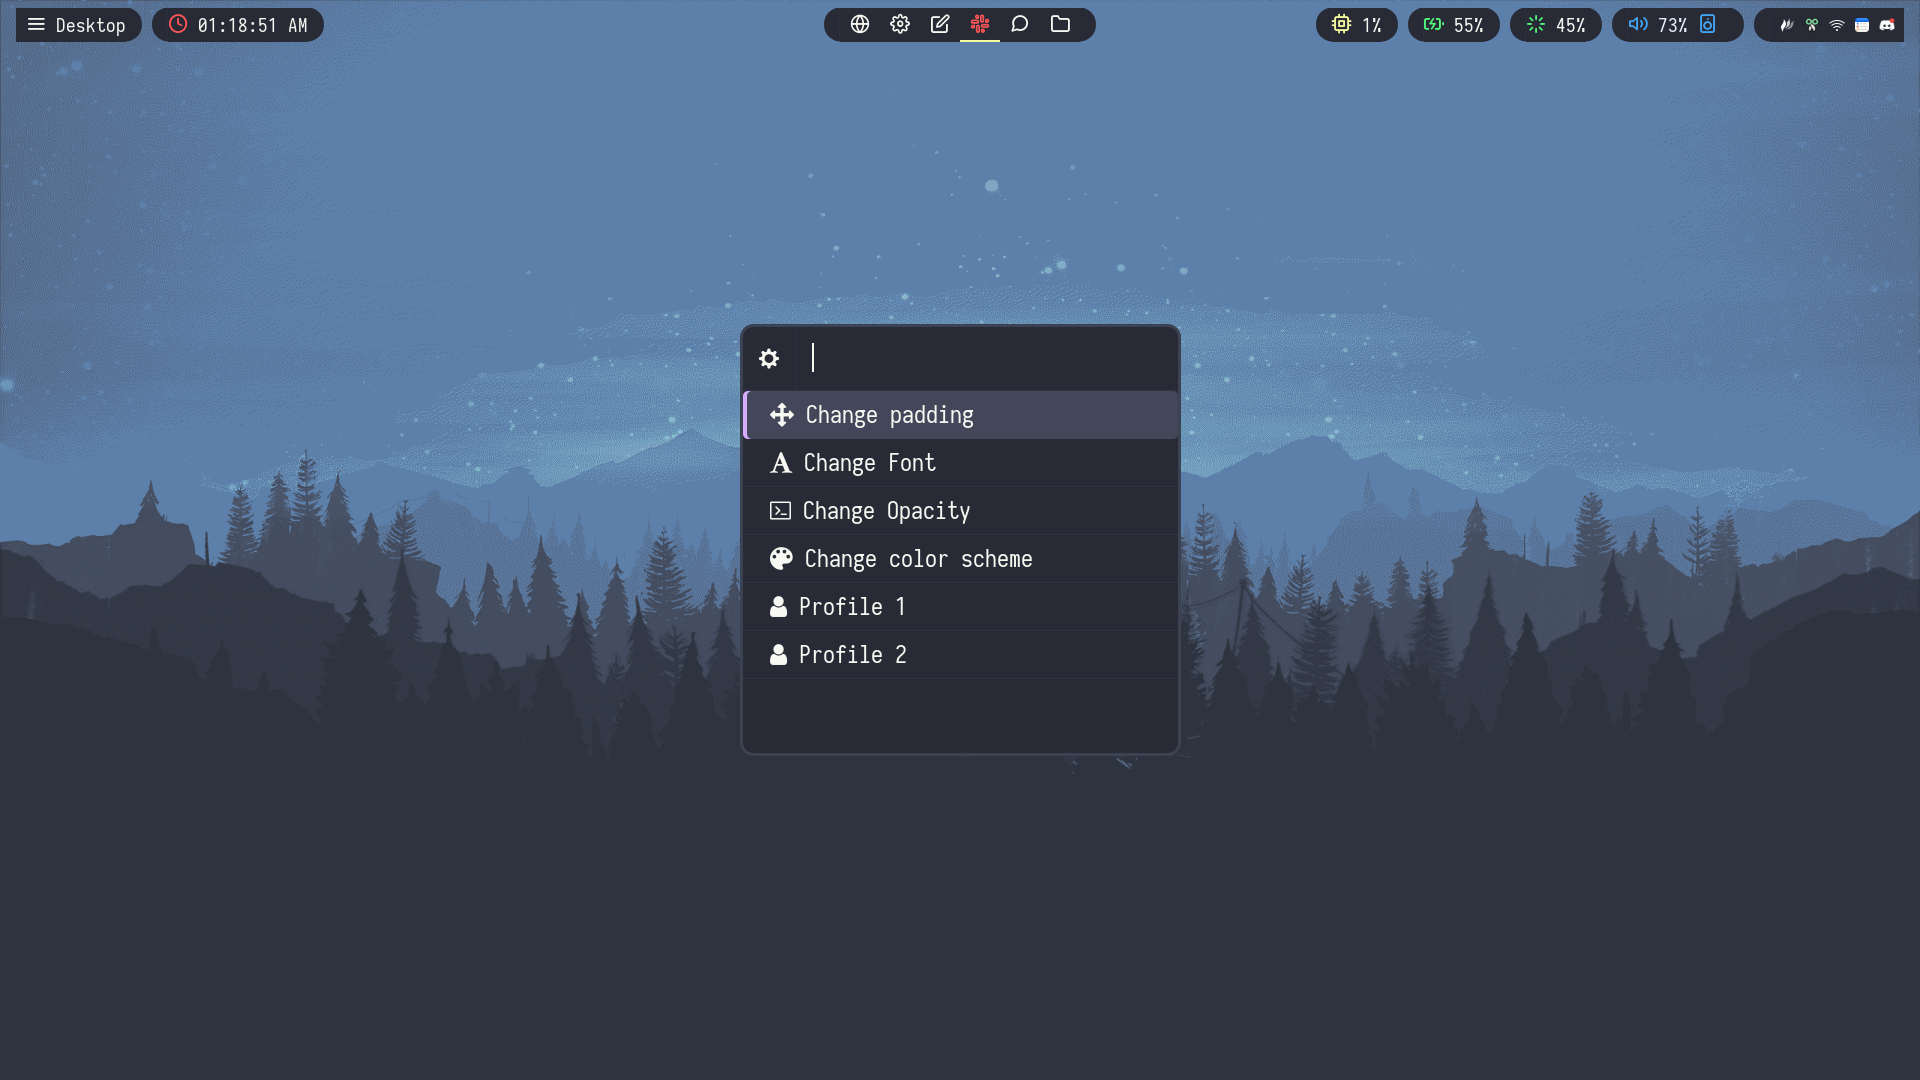 Desktop
01:18:51 AM
1%
55%
45%
73%
Change padding
Change Font
Change Opacity
Change color scheme
Profile 1
Profile 2